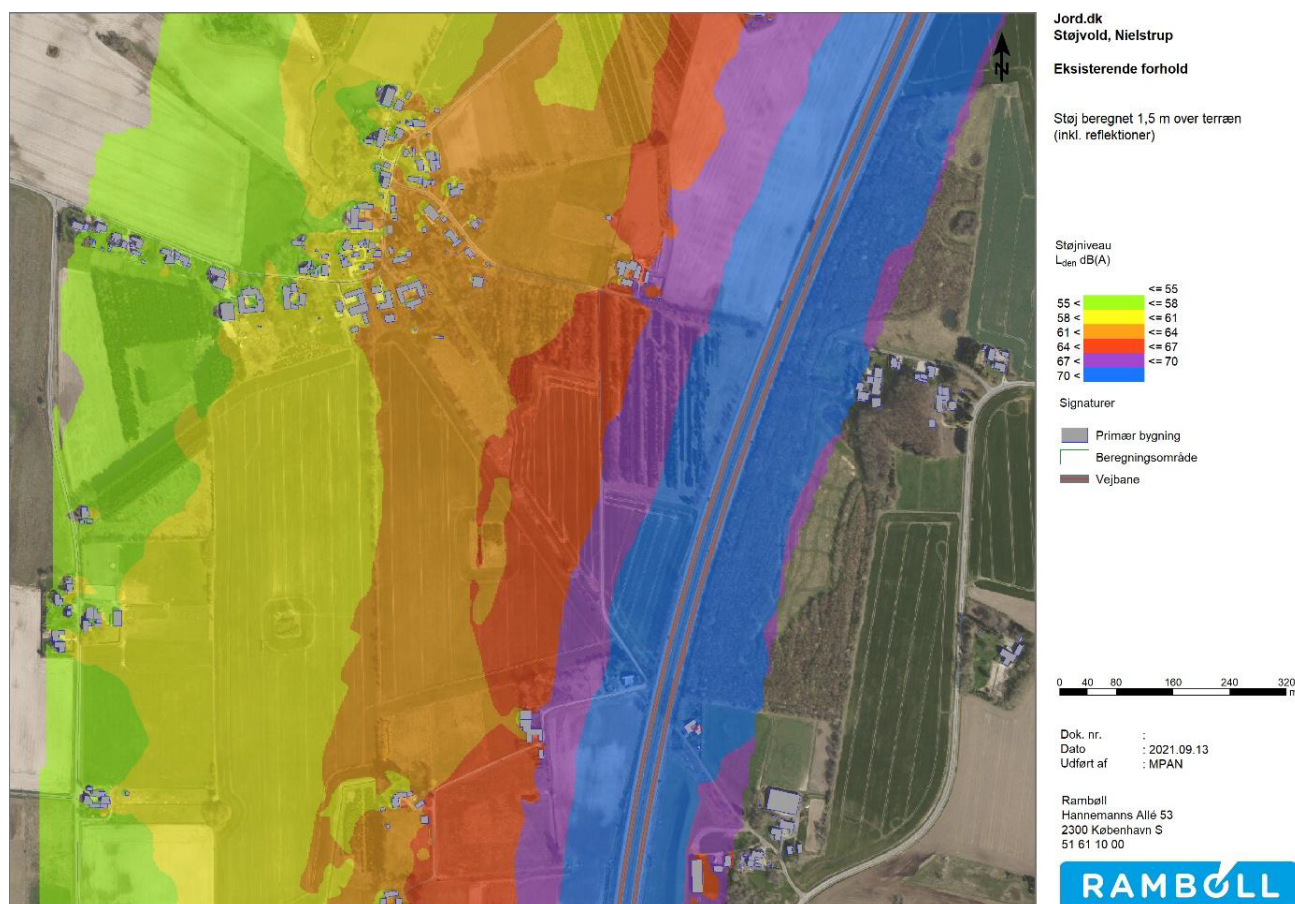 Jord.dk
Støjvold, Nielstrup
Eksisterende forhold
Støj beregnet 1,5 m over terræn
(inkl. reflektioner)
N
Støjniveau
Lden dB(A)
<= 55
55 < <= 58
58 < <= 61
61 < <= 64
64 < <= 67
67 < <= 70
70 <
Signaturer
Primær bygning
Beregningsområde
Vejbane
0 40 80 160 240 320
m
Dok. nr. :
Dato : 2021.09.13
Udført af : MPAN
Rambøll
Hannemanns Allé 53
2300 København S
51 61 10 00
RAMBOLL